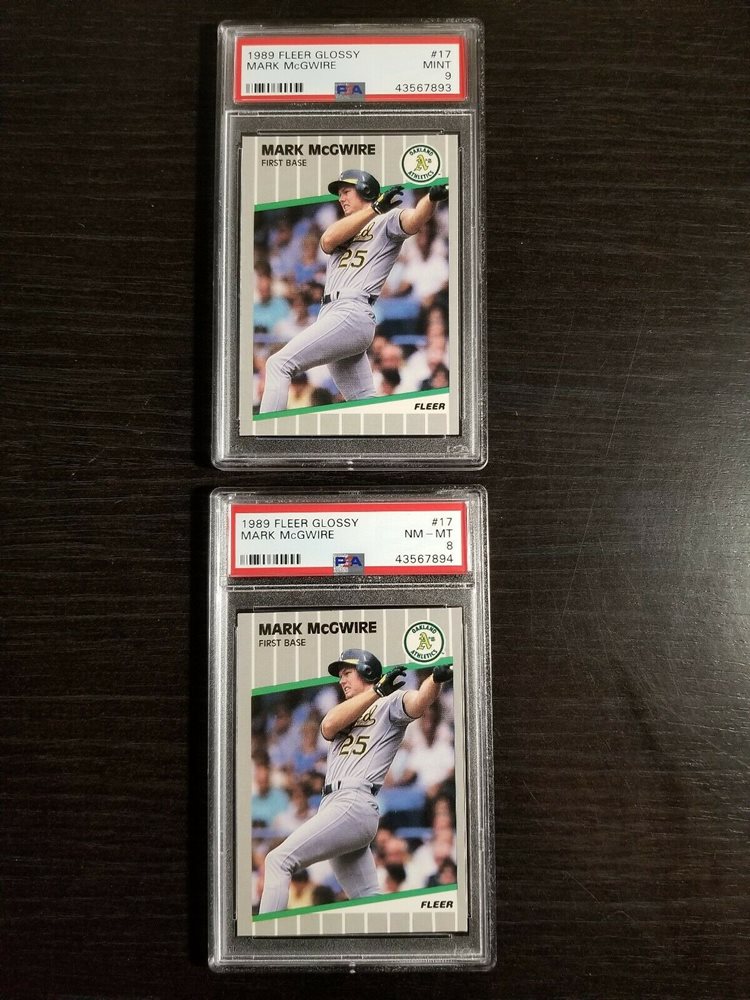 1989 FLEER GLOSSY #17
MARK McGWIRE MINT
9
PSA 43567893
MARK McGWIRE
FIRST BASE
OAKLAND
A's
ATHLETICS
25
FLEER
1989 FLEER GLOSSY #17
MARK McGWIRE NM-MT
8
PSA 43567894
MARK McGWIRE
FIRST BASE
OAKLAND
A's
ATHLETICS
25
FLEER